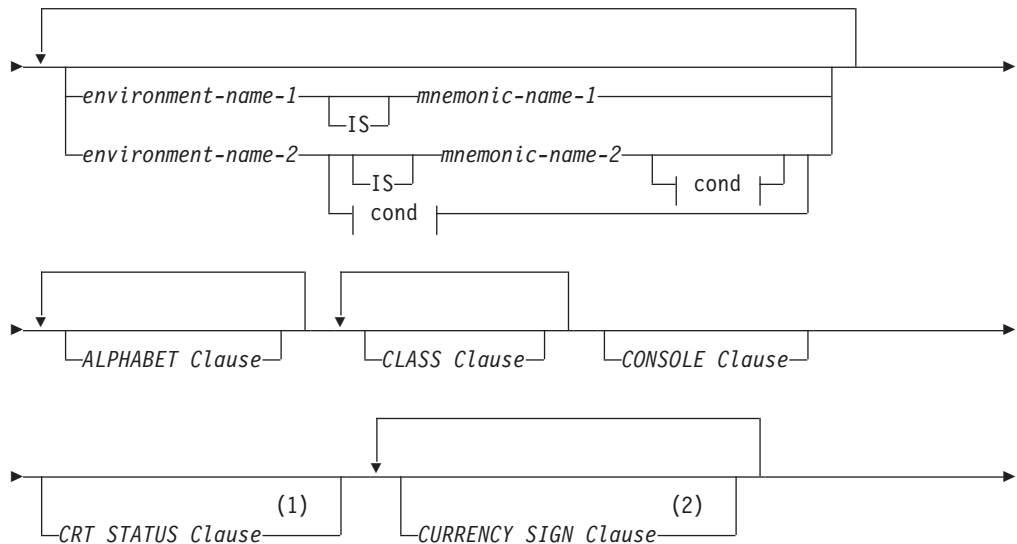 environment-name-1 IS mnemonic-name-1
environment-name-2 IS mnemonic-name-2 cond
cond
ALPHABET Clause CLASS Clause CONSOLE Clause
(1) (2)
CRT STATUS Clause CURRENCY SIGN Clause